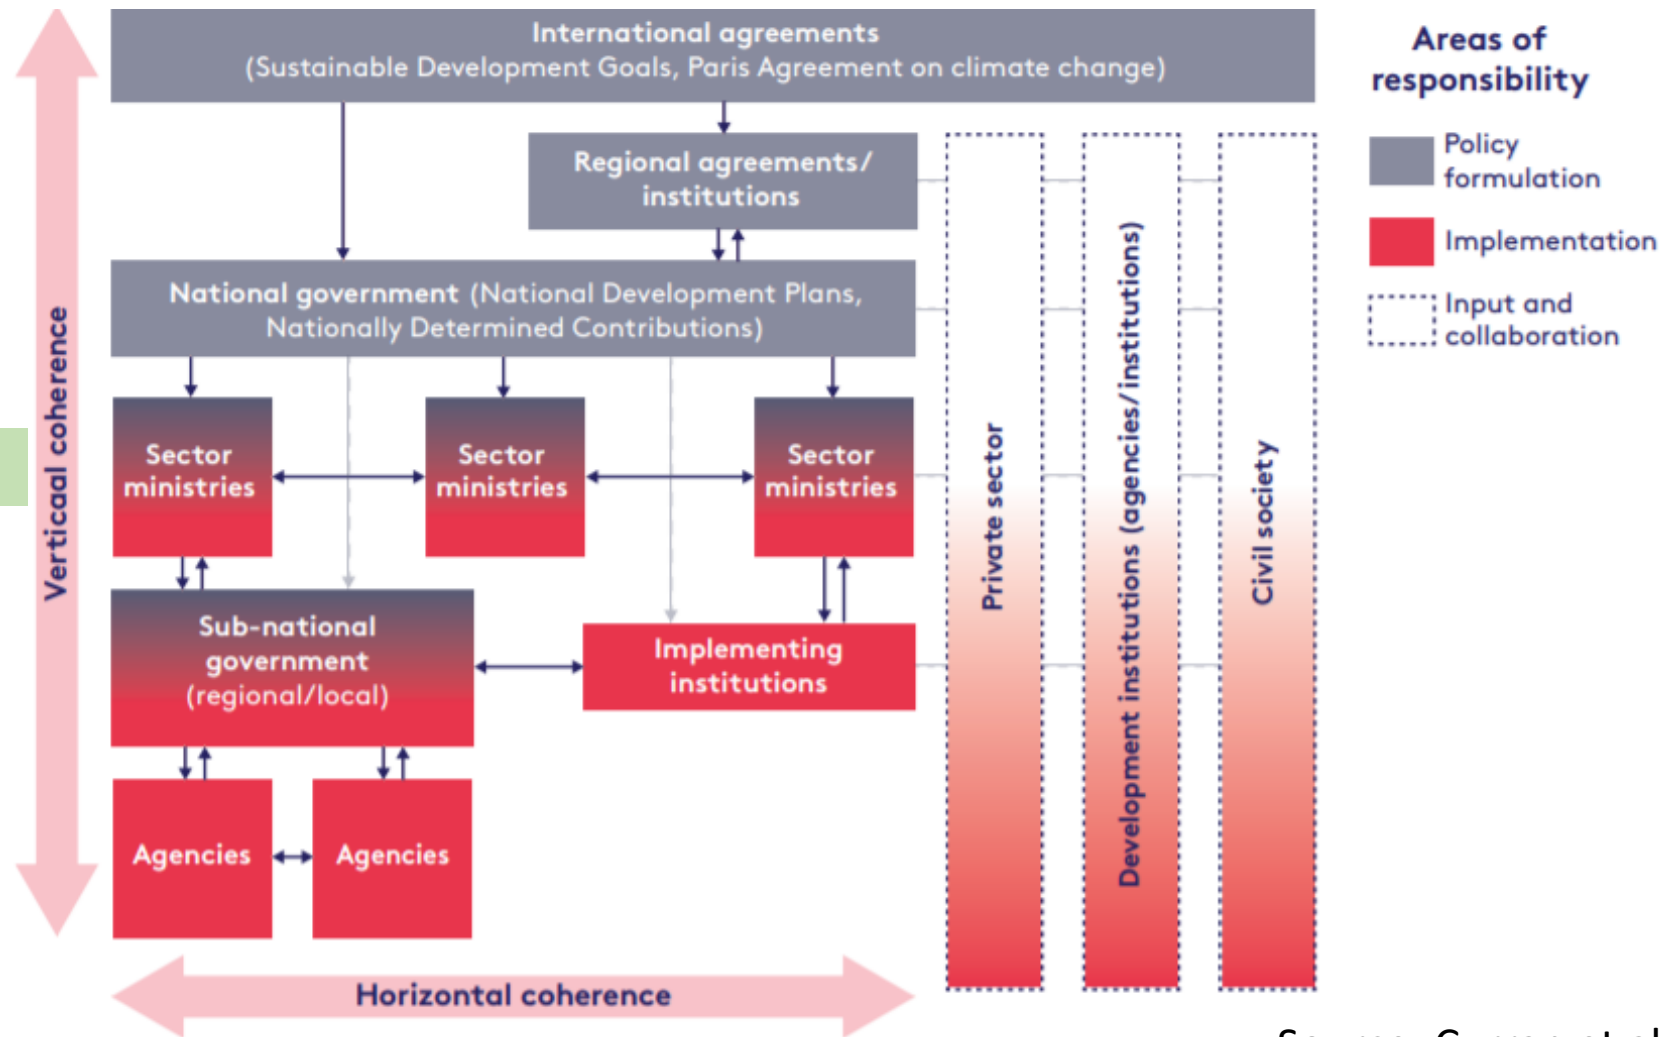 International agreements
(Sustainable Development Goals, Paris Agreement on climate change)
Regional agreements/
institutions
National government (National Development Plans,
Nationally Determined Contributions)
Sector
ministries
Sector
ministries
Sector
ministries
Sub-national
government
(regional/local)
Implementing
institutions
Agencies
Agencies
Verticaal coherence
Horizontal coherence
Private sector
Development institutions (agencies/institutions)
Civil society
Areas of
responsibility
Policy
formulation
Implementation
Input and
collaboration